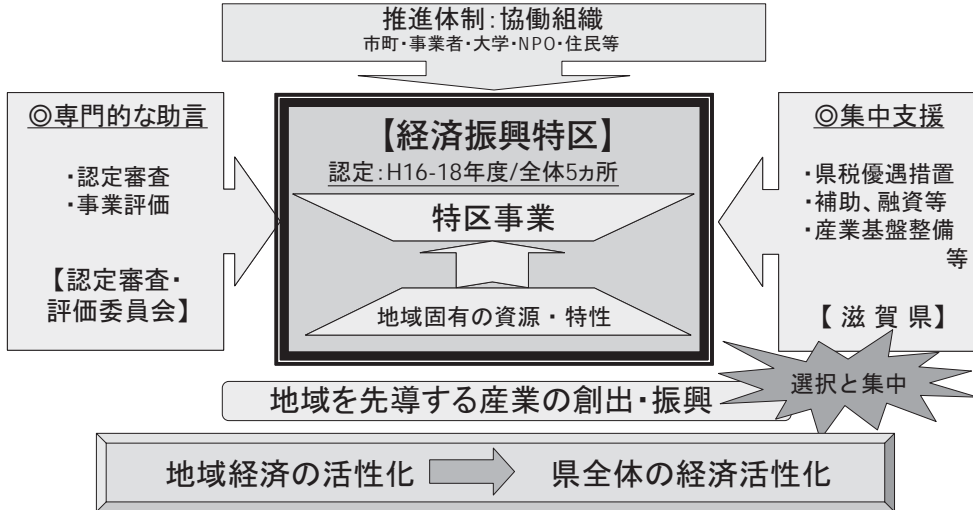 推進体制：協働組織
市町・事業者・大学・NPO・住民等
◎専門的な助言
・認定審査
・事業評価
【認定審査・
評価委員会】
【経済振興特区】
認定：H16-18年度/全体5ヵ所
特区事業
地域固有の資源・特性
◎集中支援
・県税優遇措置
・補助、融資等
・産業基盤整備
等
【 滋 賀 県 】
選択と集中
地域を先導する産業の創出・振興
地域経済の活性化
県全体の経済活性化